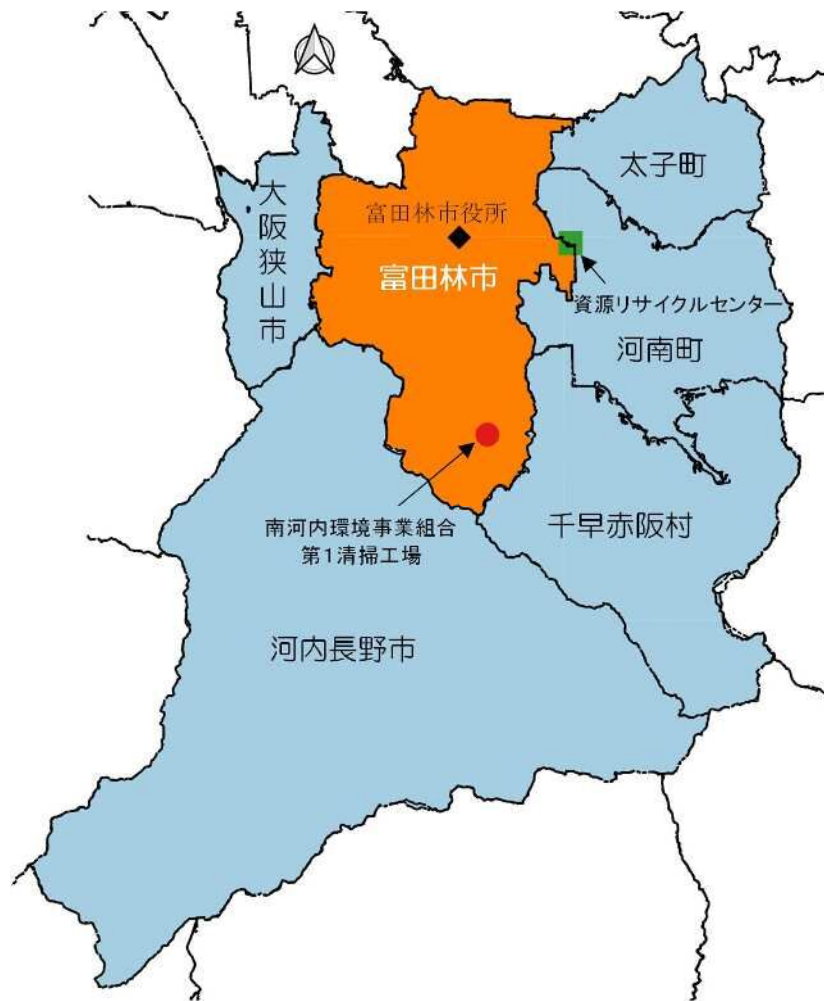 太子町
大阪狭山市
富田林市役所
富田林市
資源リサイクルセンター
河南町
南河内環境事業組合
第1清掃工場
千早赤阪村
河内長野市